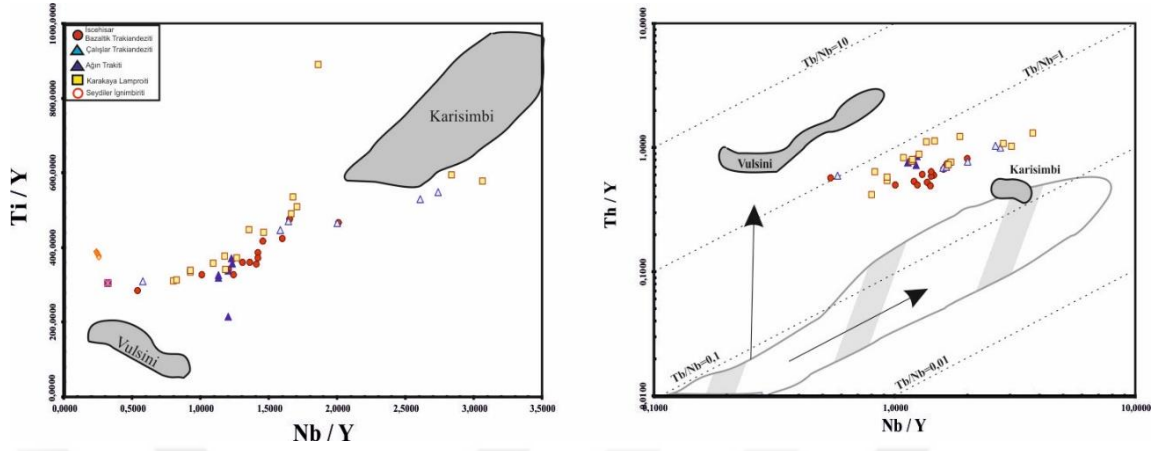 1000,0000
800,0000
600,0000
400,0000
200,0000
0,0000
Ti / Y
İscehisar
Bazaltik Trakiandeziti
Çalışlar Trakiandeziti
Ağın Trakiti
Karakaya Lamproiti
Seydiler İgnimbiriti
Karisimbi
Vulsini
0,0000 0,5000 1,0000 1,5000 2,0000 2,5000 3,0000 3,5000
Nb / Y
10,0000
1,0000
0,1000
0,0100
Th / Y
Tb/Nb=10
Tb/Nb=1
Vulsini
Karisimbi
Tb/Nb=0,1
Tb/Nb=0,01
0,1000 1,0000 10,0000
Nb / Y